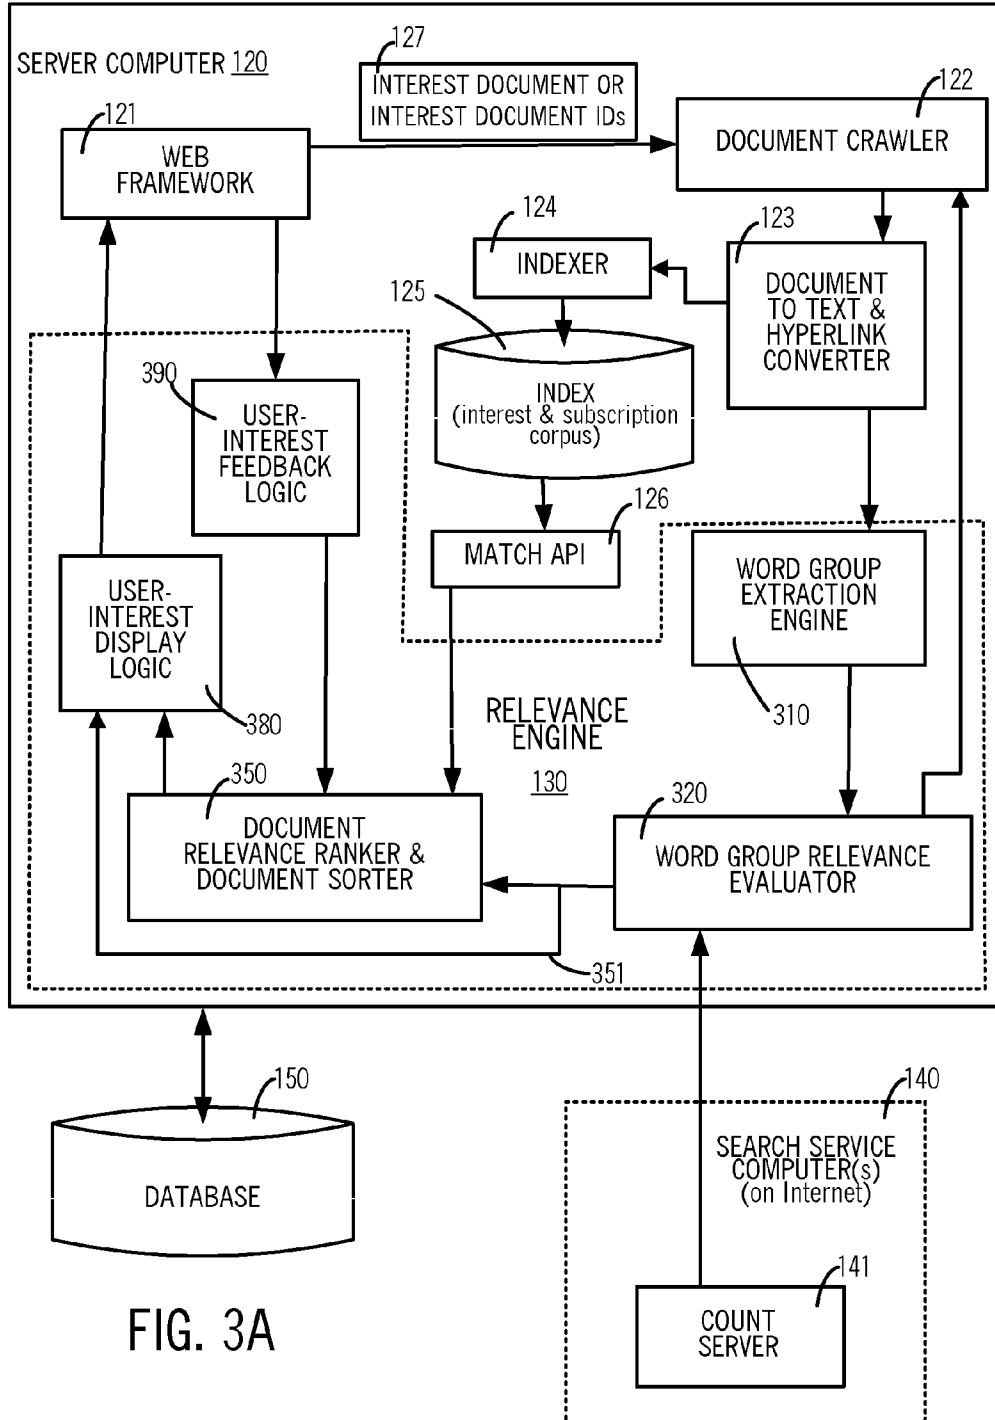 SERVER COMPUTER 120
127
INTEREST DOCUMENT OR
INTEREST DOCUMENT IDs
122
DOCUMENT CRAWLER
121
WEB
FRAMEWORK
124
INDEXER
123
DOCUMENT
TO TEXT &
HYPERLINK
CONVERTER
125
INDEX
(interest & subscription
corpus)
390
USER-
INTEREST
FEEDBACK
LOGIC
126
MATCH API
WORD GROUP
EXTRACTION
ENGINE
310
USER-
INTEREST
DISPLAY
LOGIC
380
RELEVANCE
ENGINE
130
350
DOCUMENT
RELEVANCE RANKER &
DOCUMENT SORTER
320
WORD GROUP RELEVANCE
EVALUATOR
351
150
DATABASE
140
SEARCH SERVICE
COMPUTER(s)
(on Internet)
141
COUNT
SERVER
FIG. 3A